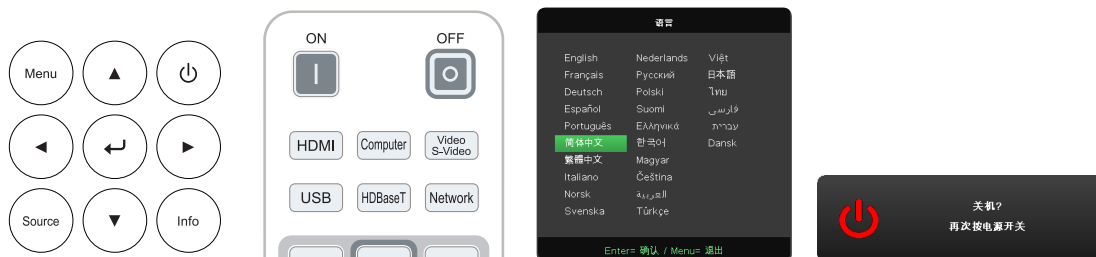 Menu
Source
Info
ON
OFF
HDMI
Computer
Video
S-Video
USB
HDBaseT
Network
语言
English
Français
Deutsch
Español
Português
简体中文
繁體中文
Italiano
Norsk
Svenska
Nederlands
Русский
Polski
Suomi
Ελληνικά
한국어
Magyar
Čeština
العربية
Türkçe
Việt
日本語
ไทย
فارسی
עברית
Dansk
Enter= 确认 / Menu= 退出
关机?
再次按电源开关